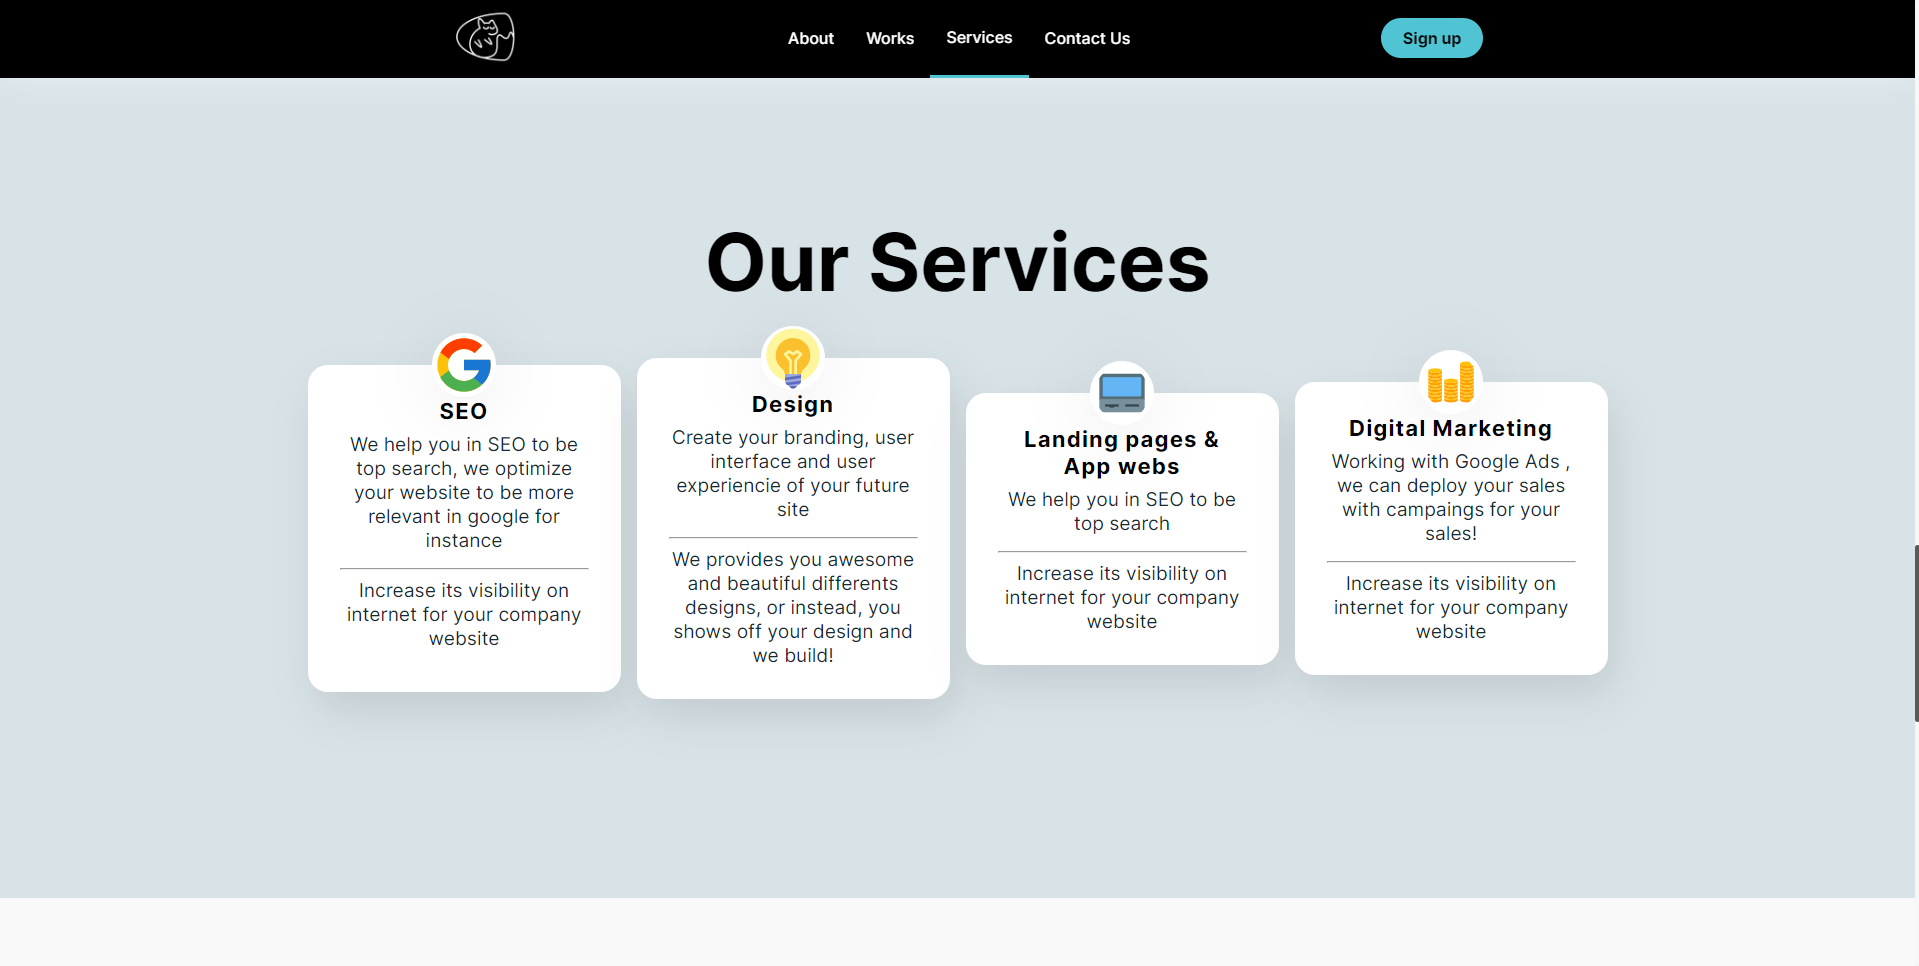 About
Works
Services
Contact Us
Sign up
Our Services
SEO
We help you in SEO to be
top search, we optimize
your website to be more
relevant in google for
instance
Increase its visibility on
internet for your company
website
Design
Create your branding, user
interface and user
experiencie of your future
site
We provides you awesome
and beautiful differents
designs, or instead, you
shows off your design and
we build!
Landing pages &
App webs
We help you in SEO to be
top search
Increase its visibility on
internet for your company
website
Digital Marketing
Working with Google Ads ,
we can deploy your sales
with campaings for your
sales!
Increase its visibility on
internet for your company
website